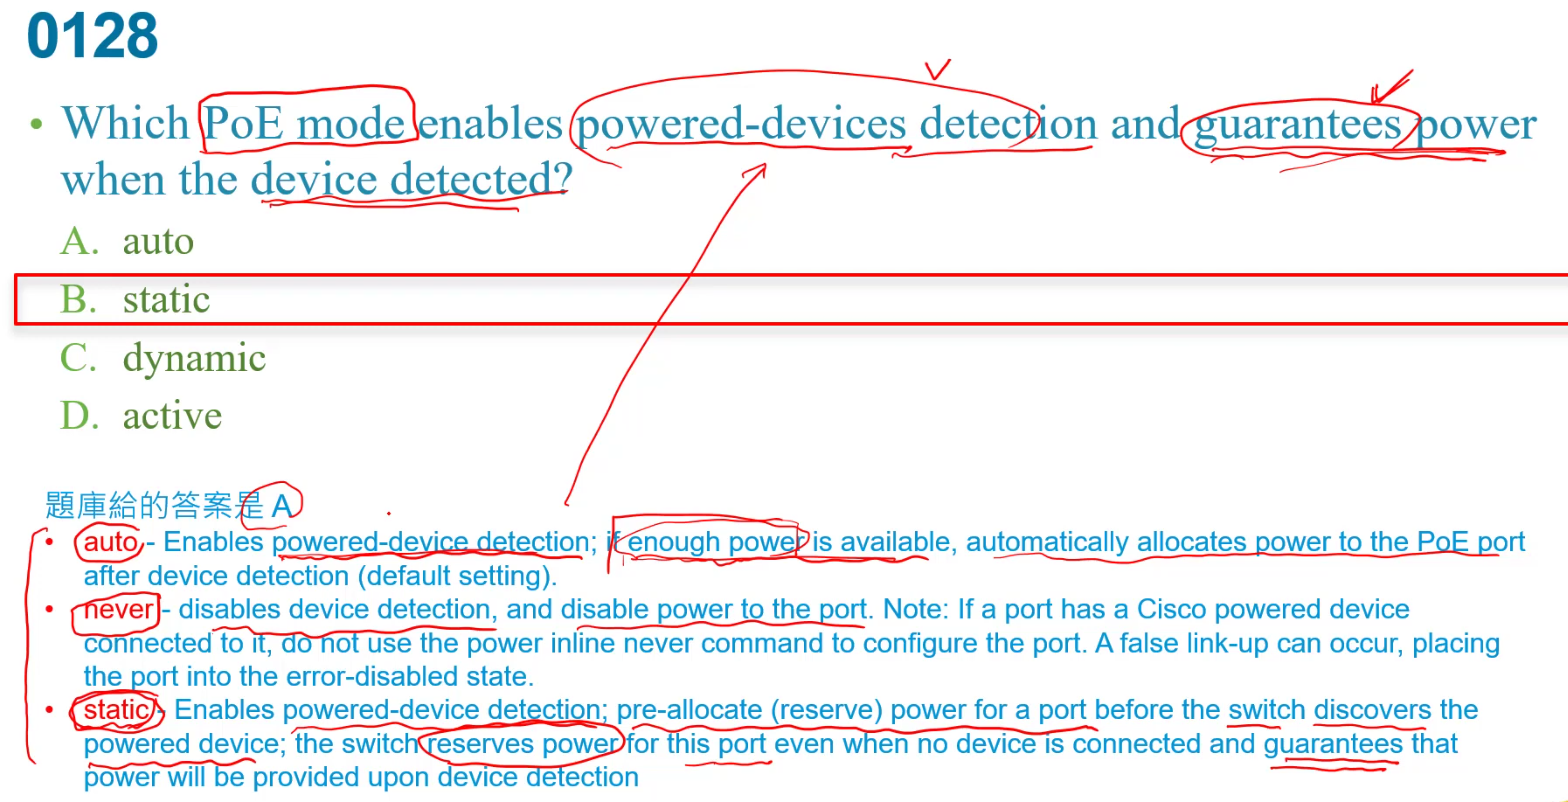 0128
• Which PoE mode enables powered-devices detection and guarantees power
when the device detected?
A. auto
B. static
C. dynamic
D. active
題庫給的答案是 A
• auto - Enables powered-device detection; if enough power is available, automatically allocates power to the PoE port
after device detection (default setting).
• never - disables device detection, and disable power to the port. Note: If a port has a Cisco powered device
connected to it, do not use the power inline never command to configure the port. A false link-up can occur, placing
the port into the error-disabled state.
• static - Enables powered-device detection; pre-allocate (reserve) power for a port before the switch discovers the
powered device; the switch reserves power for this port even when no device is connected and guarantees that
power will be provided upon device detection